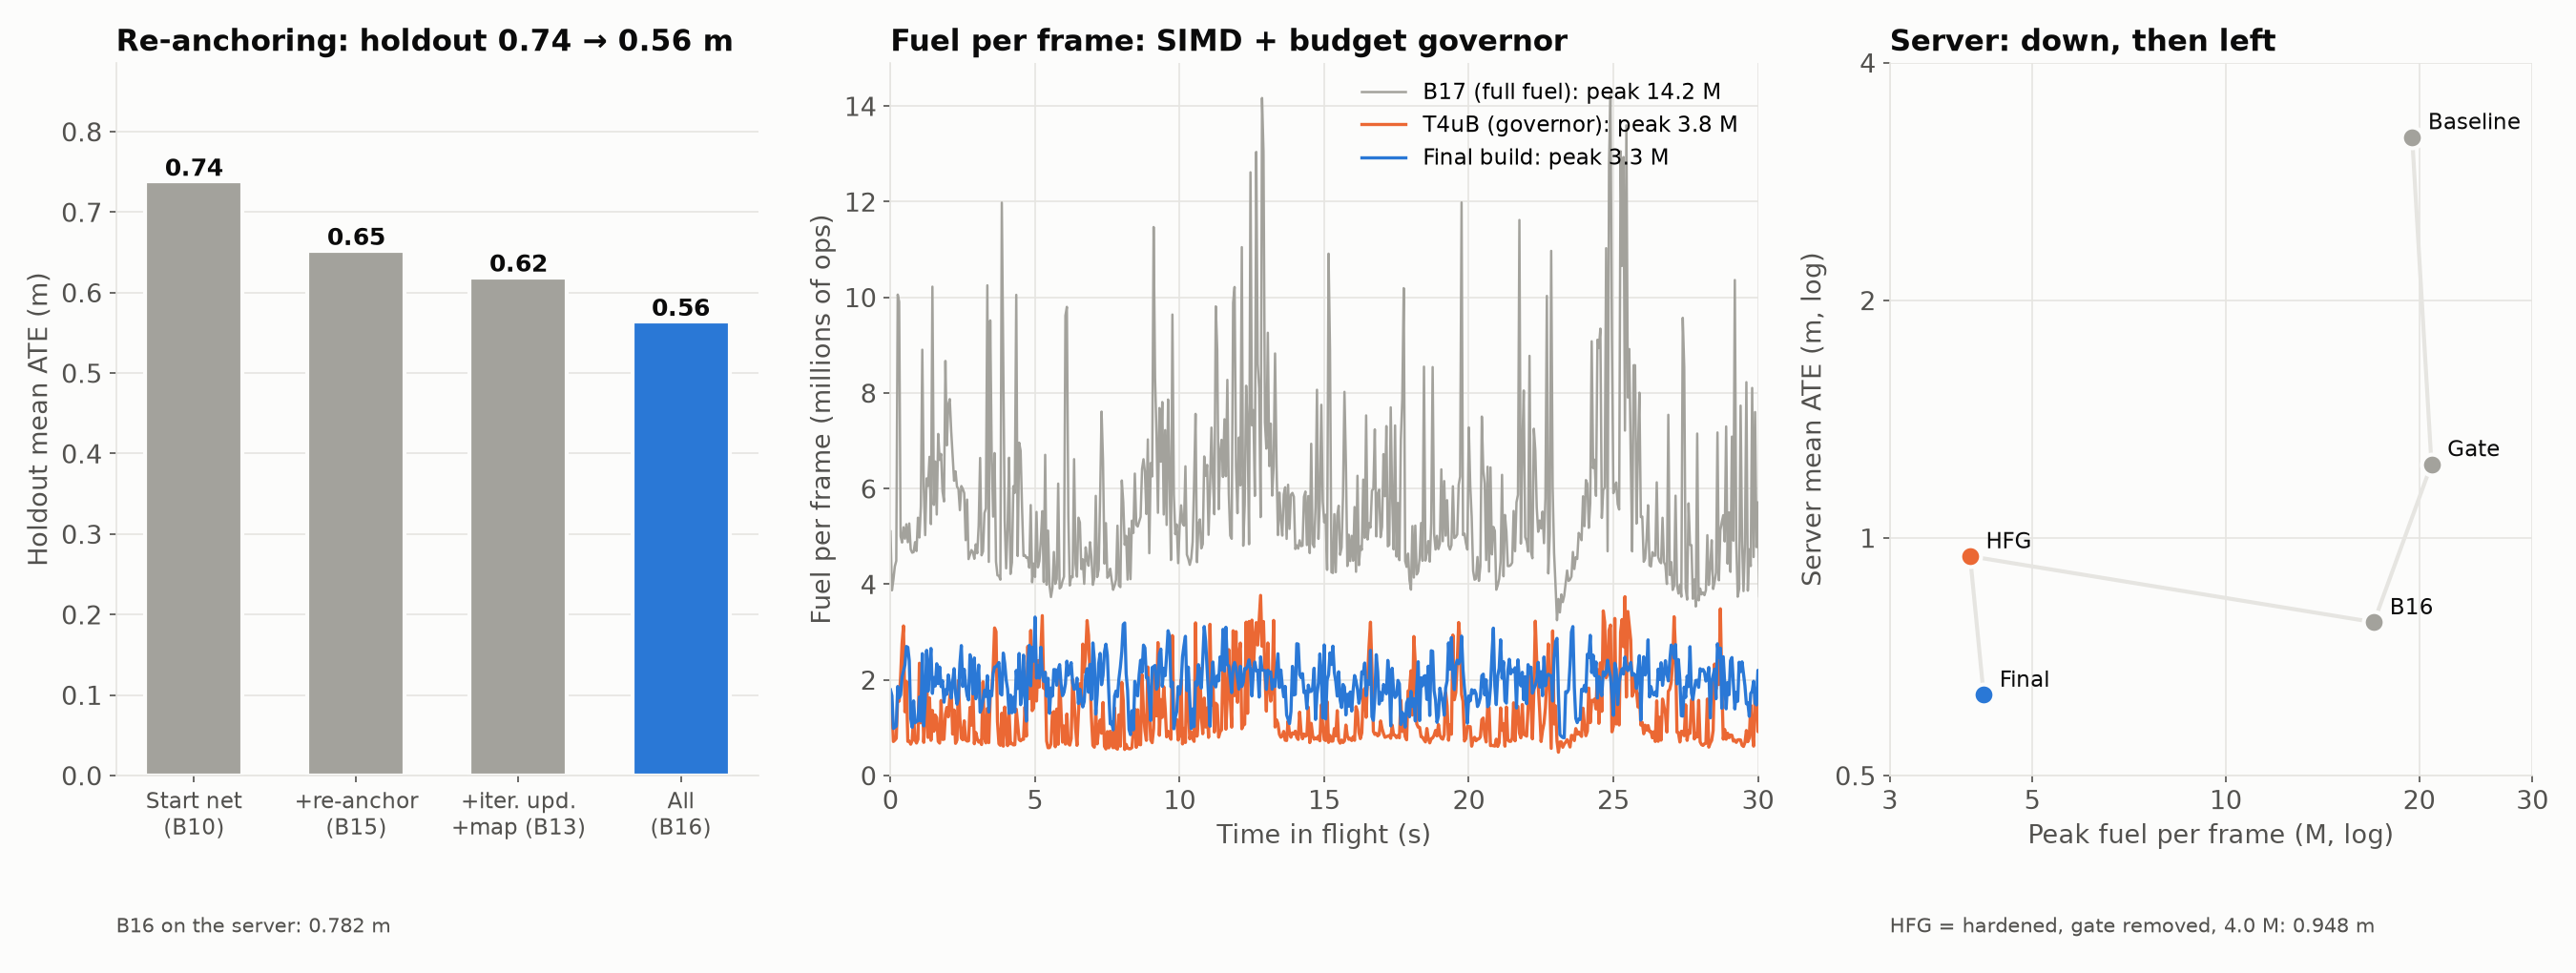 Re-anchoring: holdout 0.74 → 0.56 m
Holdout mean ATE (m)
0.8
0.7
0.6
0.5
0.4
0.3
0.2
0.1
0.0
0.74
0.65
0.62
0.56
Start net
(B10)
+re-anchor
(B15)
+iter. upd.
+map (B13)
All
(B16)
B16 on the server: 0.782 m
Fuel per frame: SIMD + budget governor
Fuel per frame (millions of ops)
14
12
10
8
6
4
2
0
B17 (full fuel): peak 14.2 M
T4uB (governor): peak 3.8 M
Final build: peak 3.3 M
0 5 10 15 20 25 30
Time in flight (s)
Server: down, then left
Server mean ATE (m, log)
4
2
1
0.5
Baseline
Gate
HFG
B16
Final
3 5 10 20 30
Peak fuel per frame (M, log)
HFG = hardened, gate removed, 4.0 M: 0.948 m